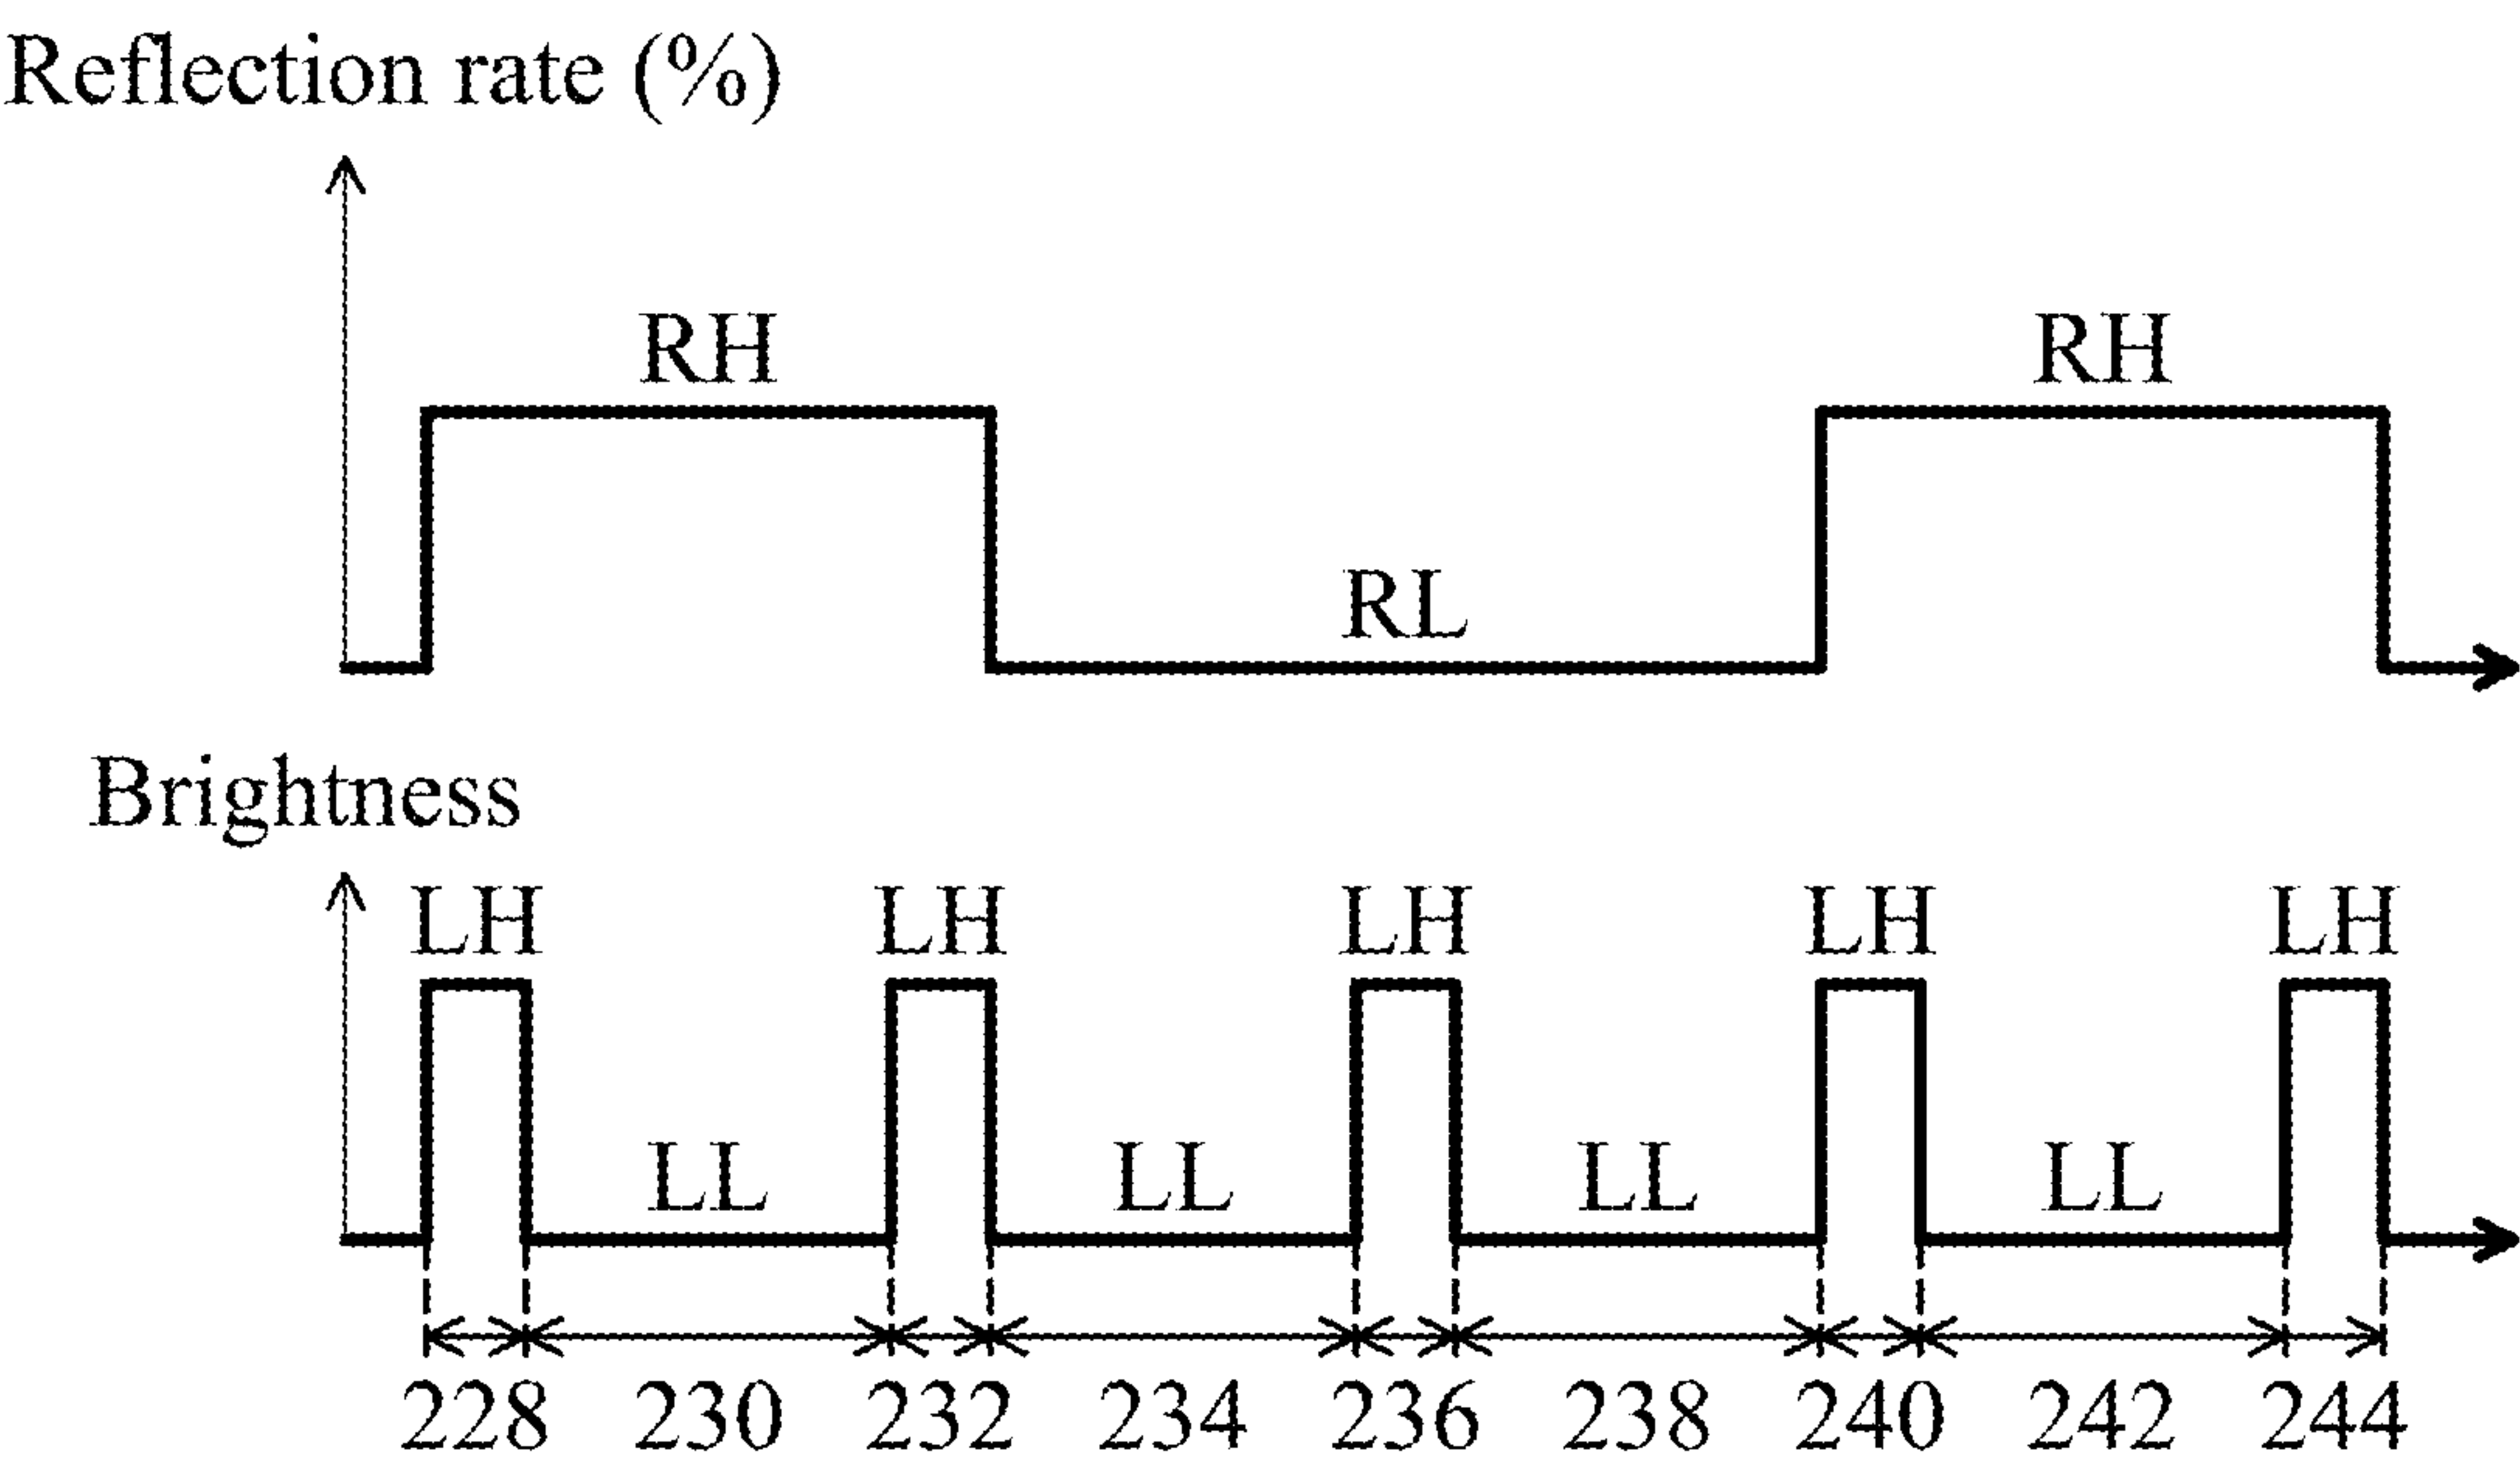 Reflection rate (%)
RH RH
RL
Brightness
LH LH LH LH LH
LL LL LL LL
228 230 232 234 236 238 240 242 244